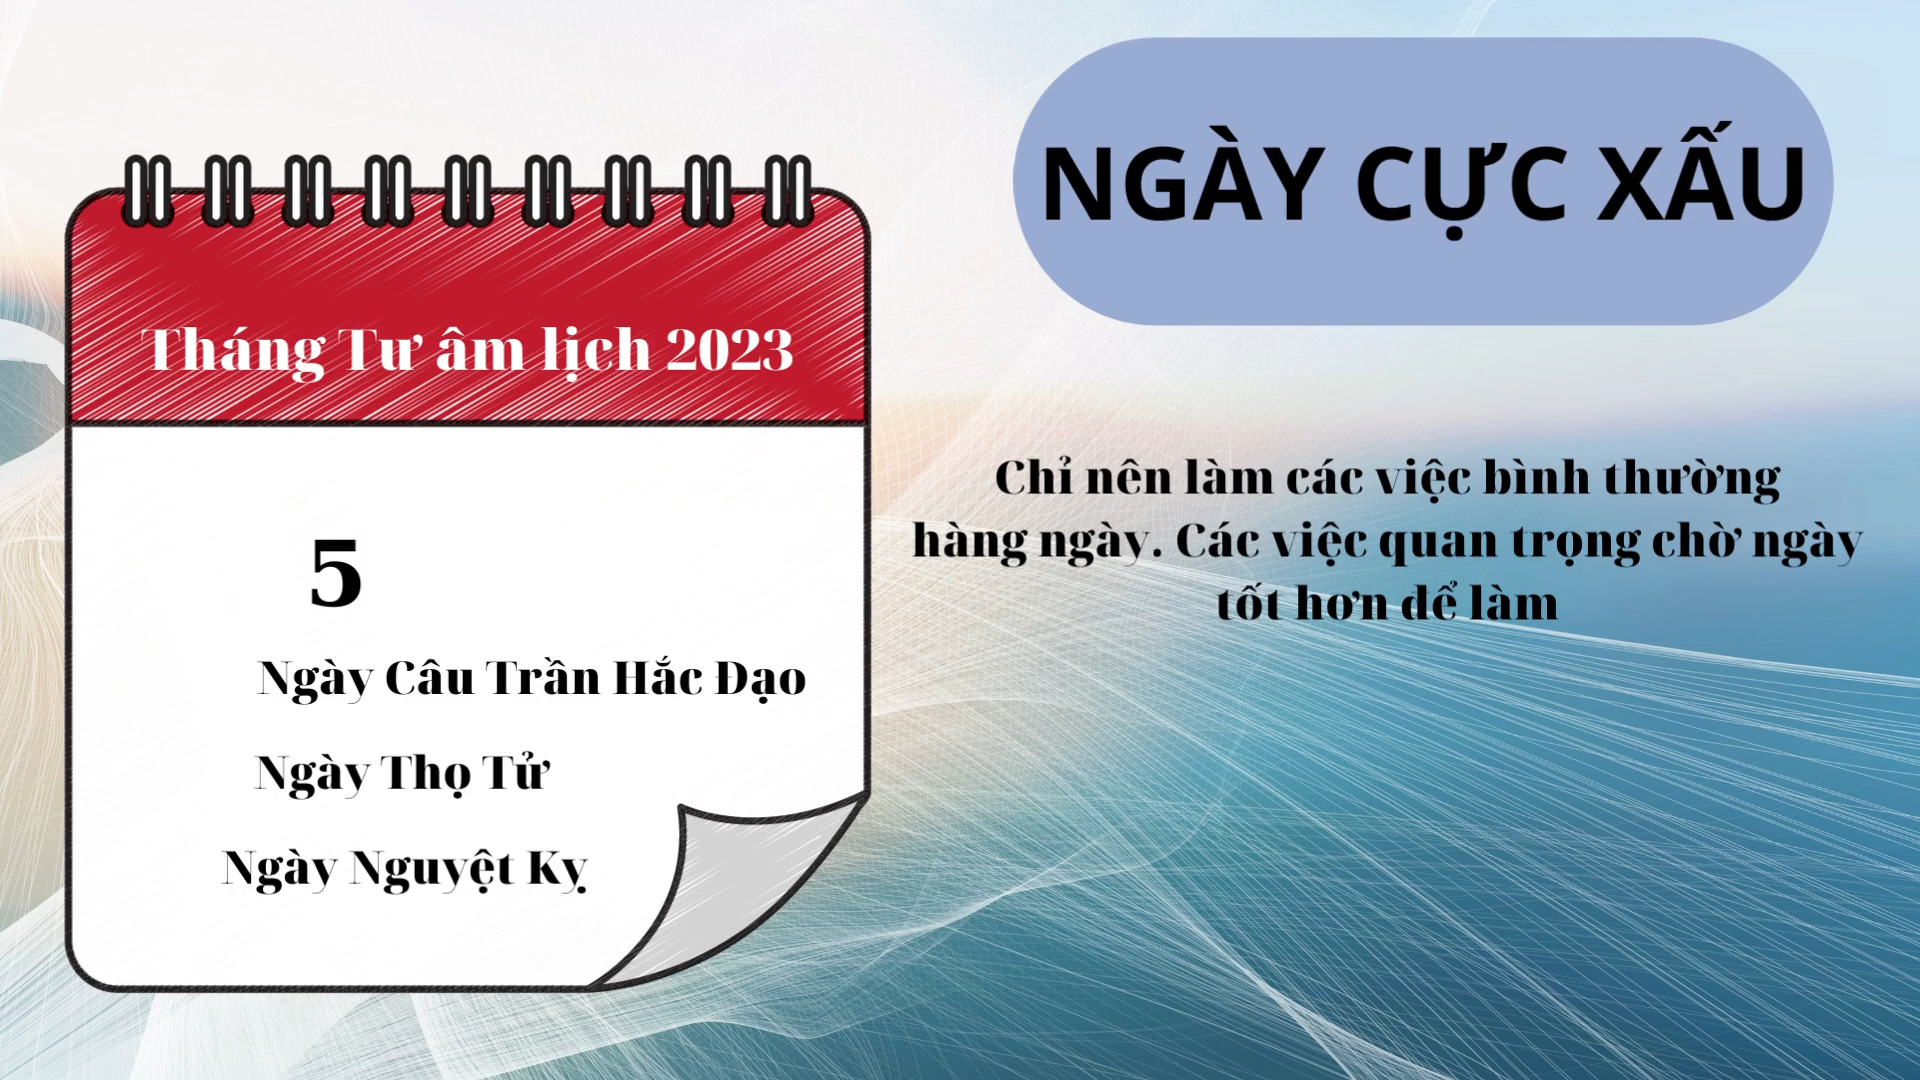 NGÀY CỰC XẤU
Tháng Tư âm lịch 2023
5
Ngày Câu Trần Hắc Đạo
Ngày Thọ Tử
Ngày Nguyệt Kỵ
Chỉ nên làm các việc bình thường
hàng ngày. Các việc quan trọng chờ ngày
tốt hơn để làm